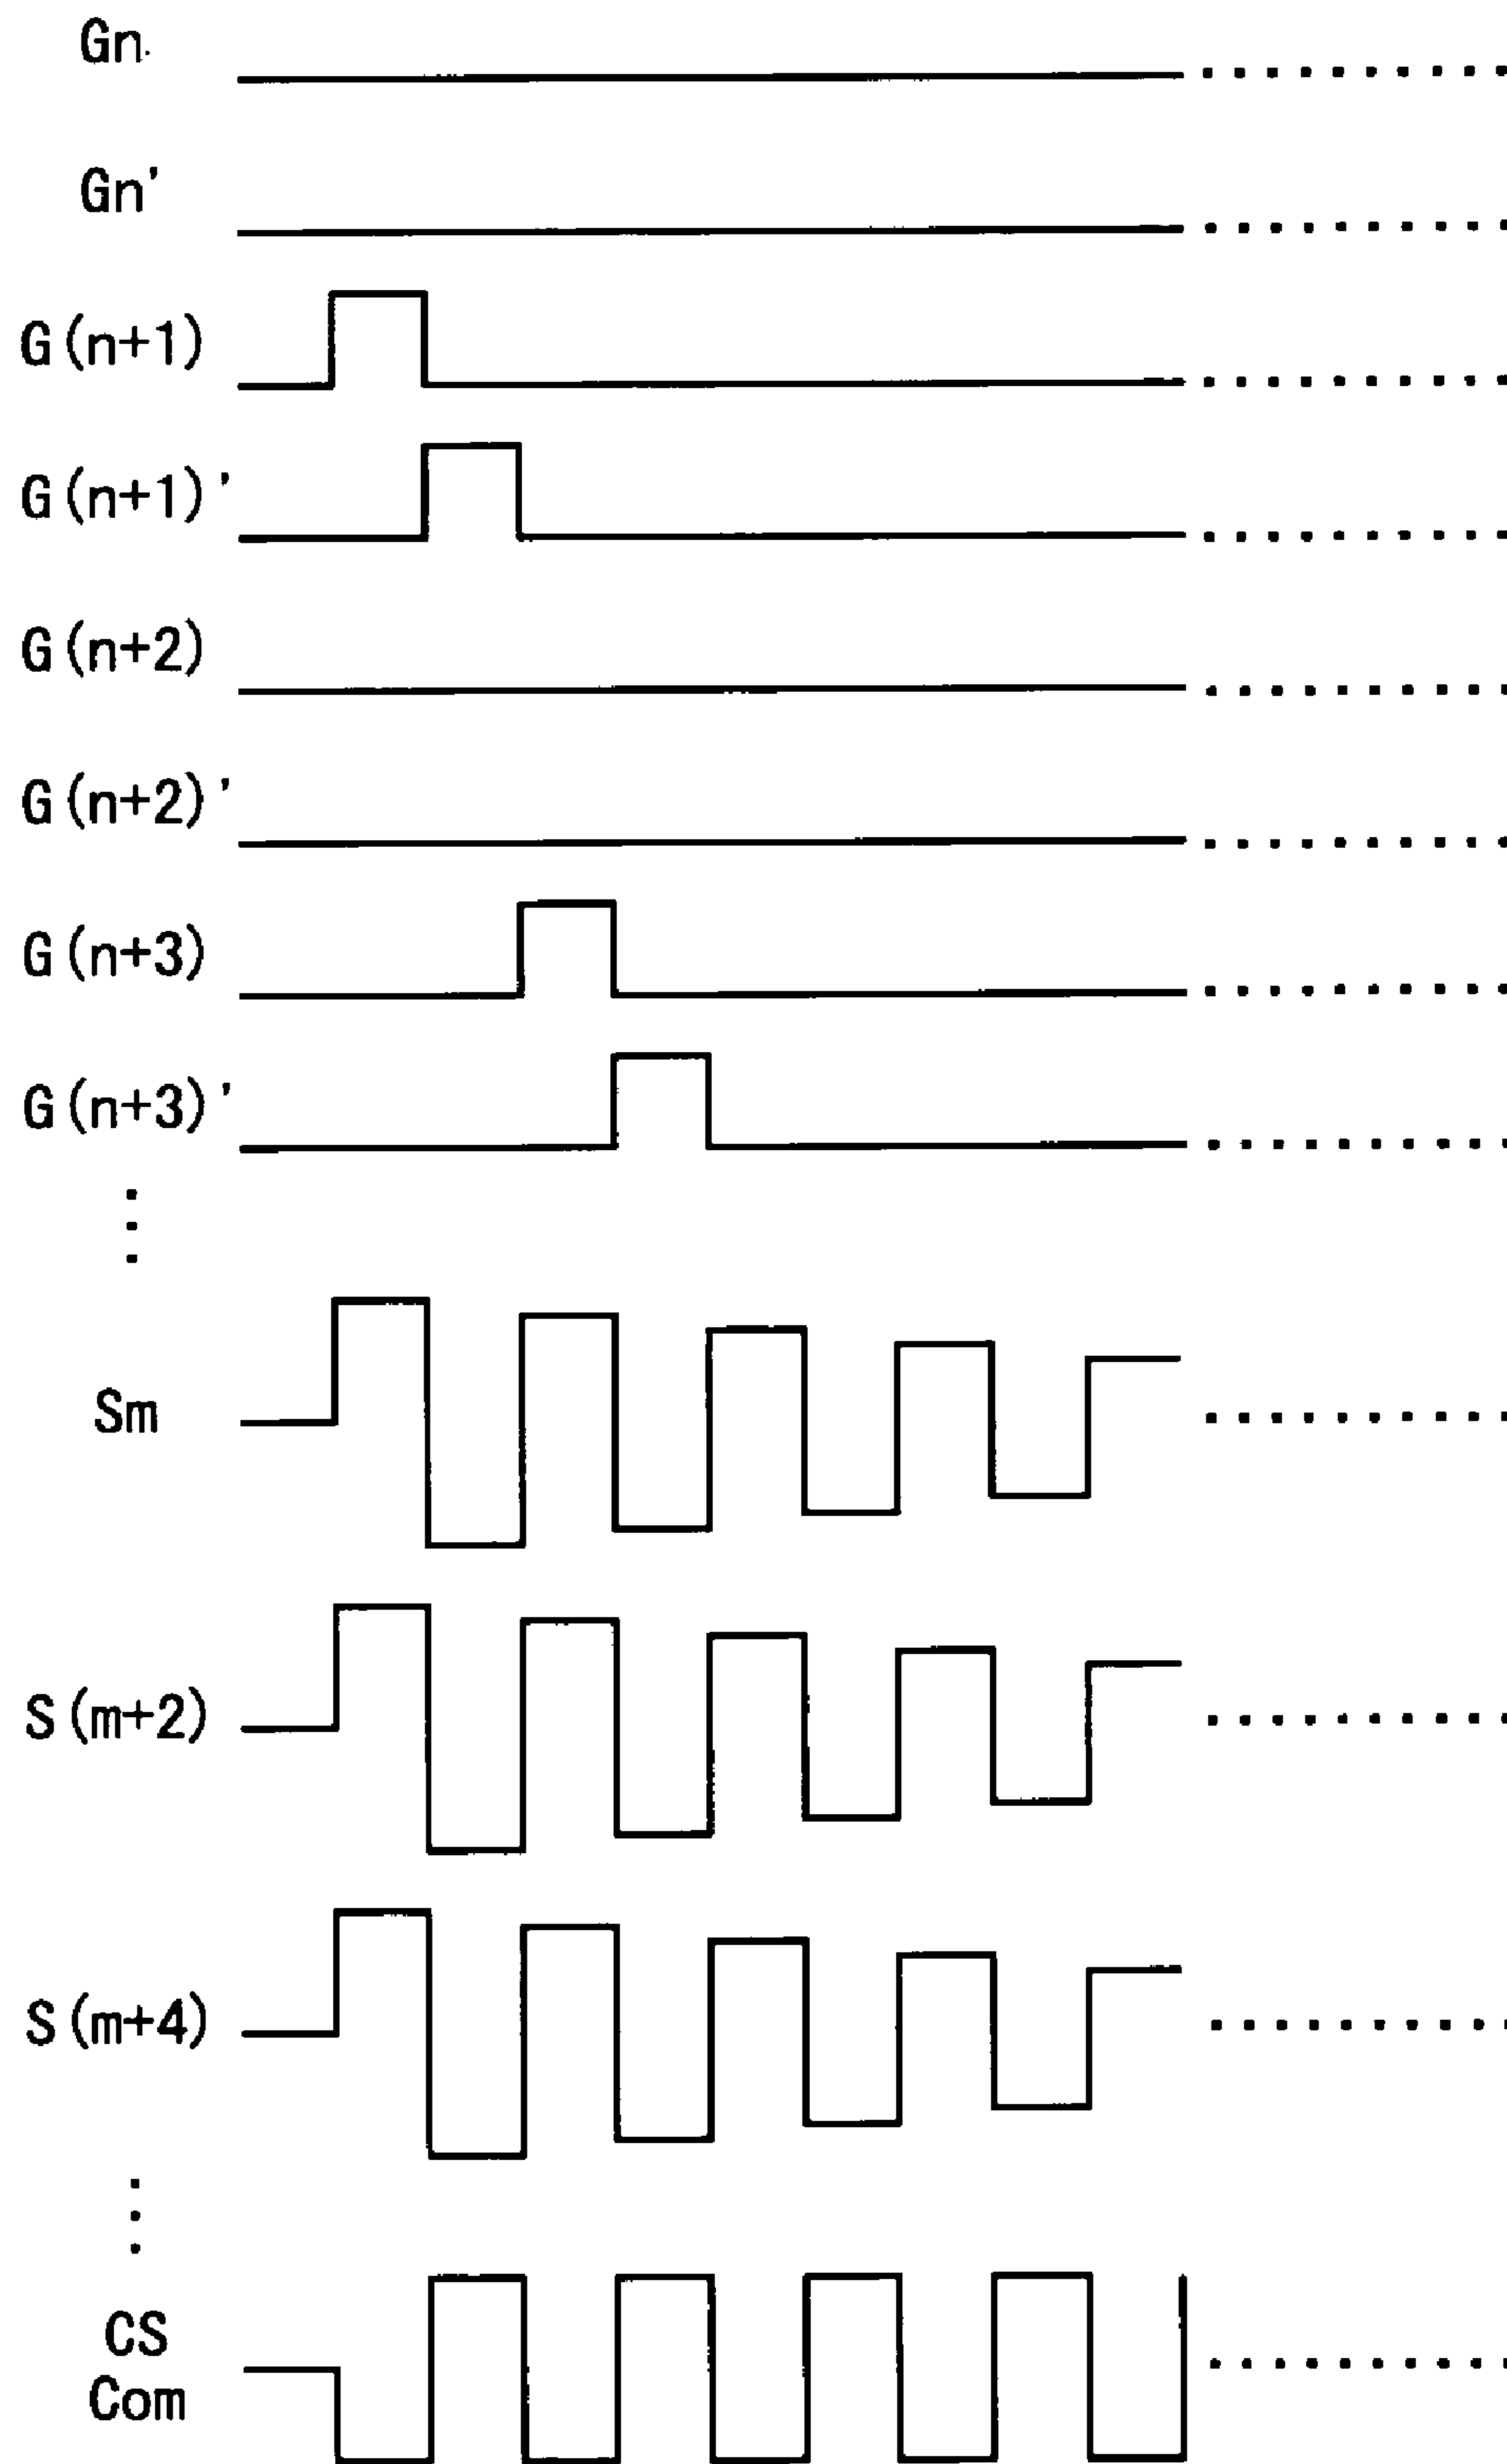 Gn
Gn'
G(n+1)
G(n+1)'
G(n+2)
G(n+2)'
G(n+3)
G(n+3)'
Sm
S(m+2)
S(m+4)
CS
Com